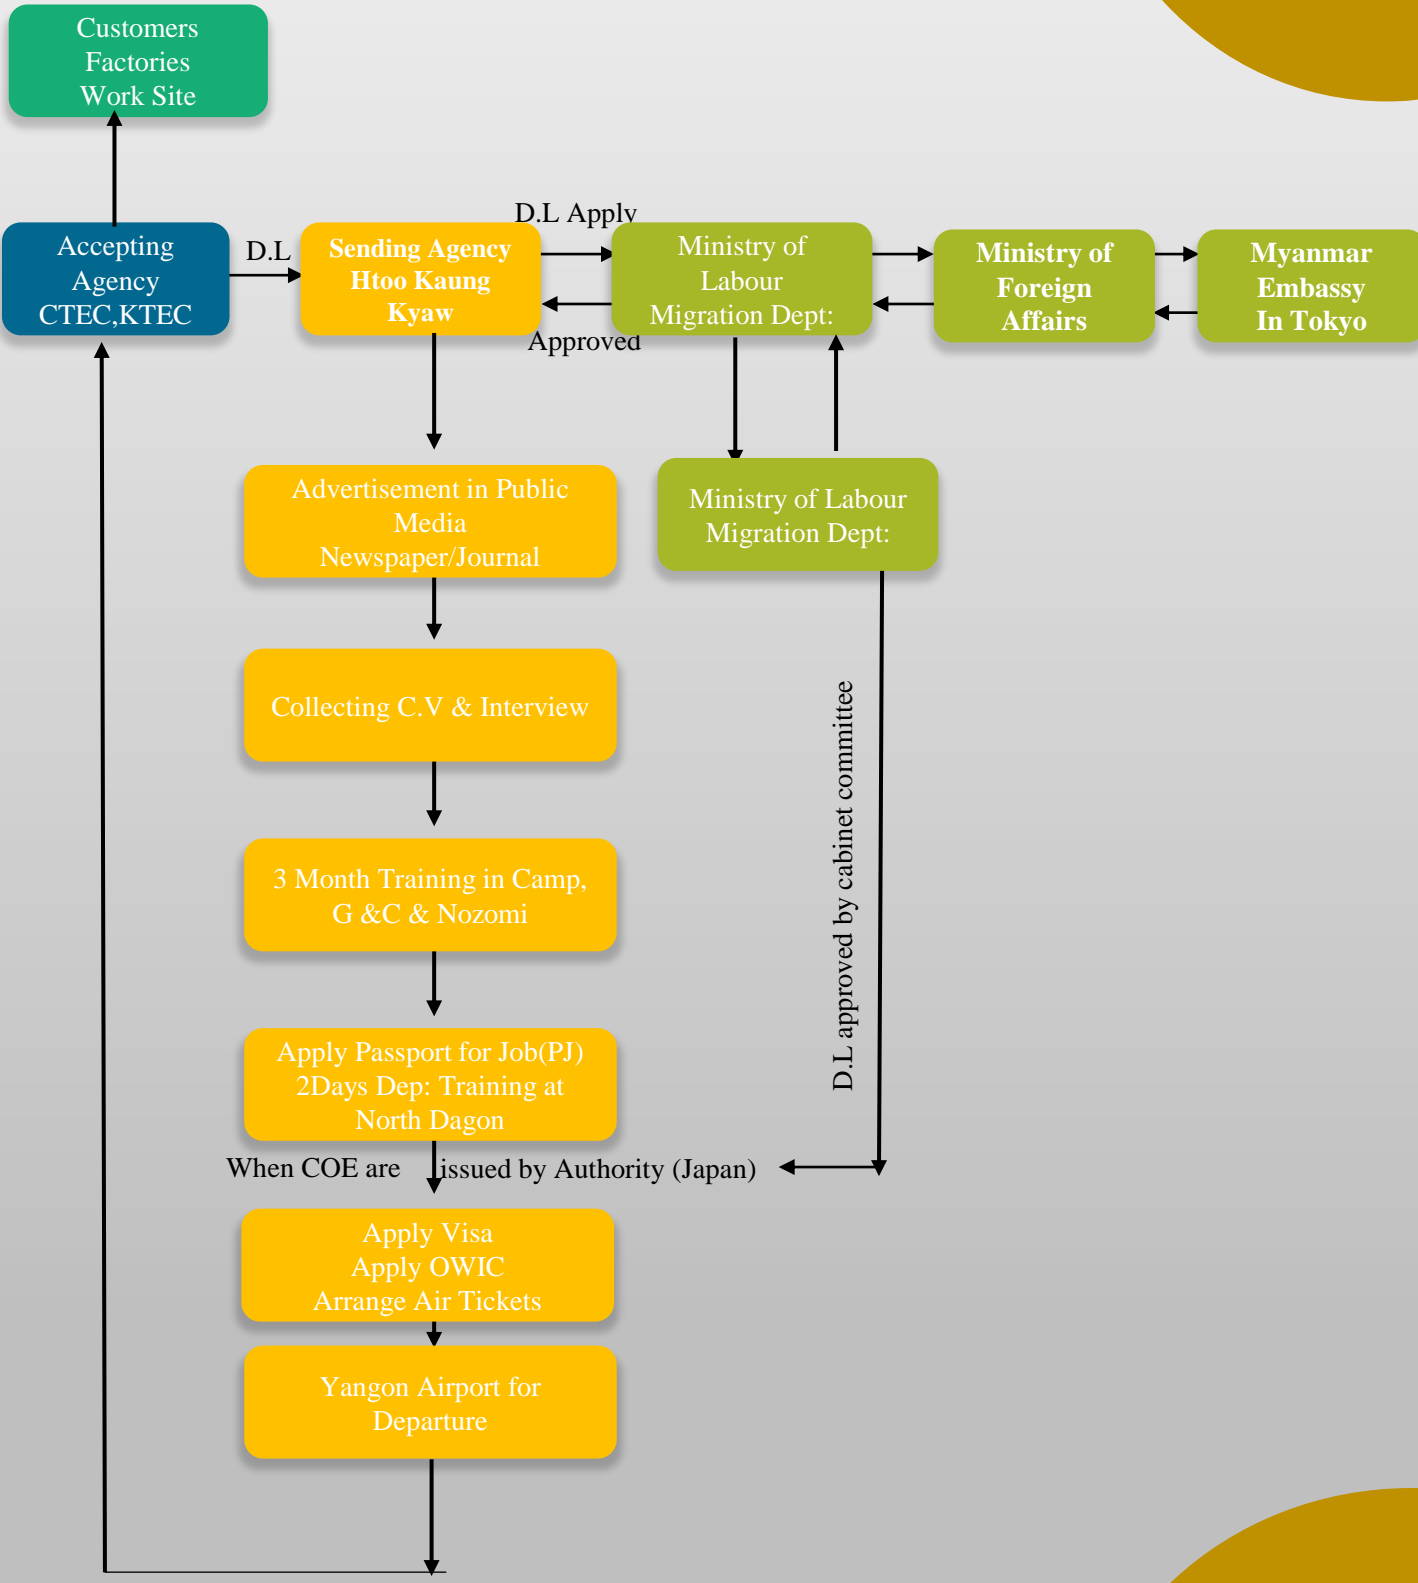 Customers
Factories
Work Site
D.L Apply
Accepting
Agency
CTEC,KTEC
D.L
Sending Agency
Htoo Kaung
Kyaw
Ministry of
Labour
Migration Dept:
Ministry of
Foreign
Affairs
Myanmar
Embassy
In Tokyo
Approved
Advertisement in Public
Media
Newspaper/Journal
Ministry of Labour
Migration Dept:
Collecting C.V & Interview
D.L approved by cabinet committee
3 Month Training in Camp,
G &C & Nozomi
Apply Passport for Job(PJ)
2Days Dep: Training at
North Dagon
When COE are issued by Authority (Japan)
Apply Visa
Apply OWIC
Arrange Air Tickets
Yangon Airport for
Departure